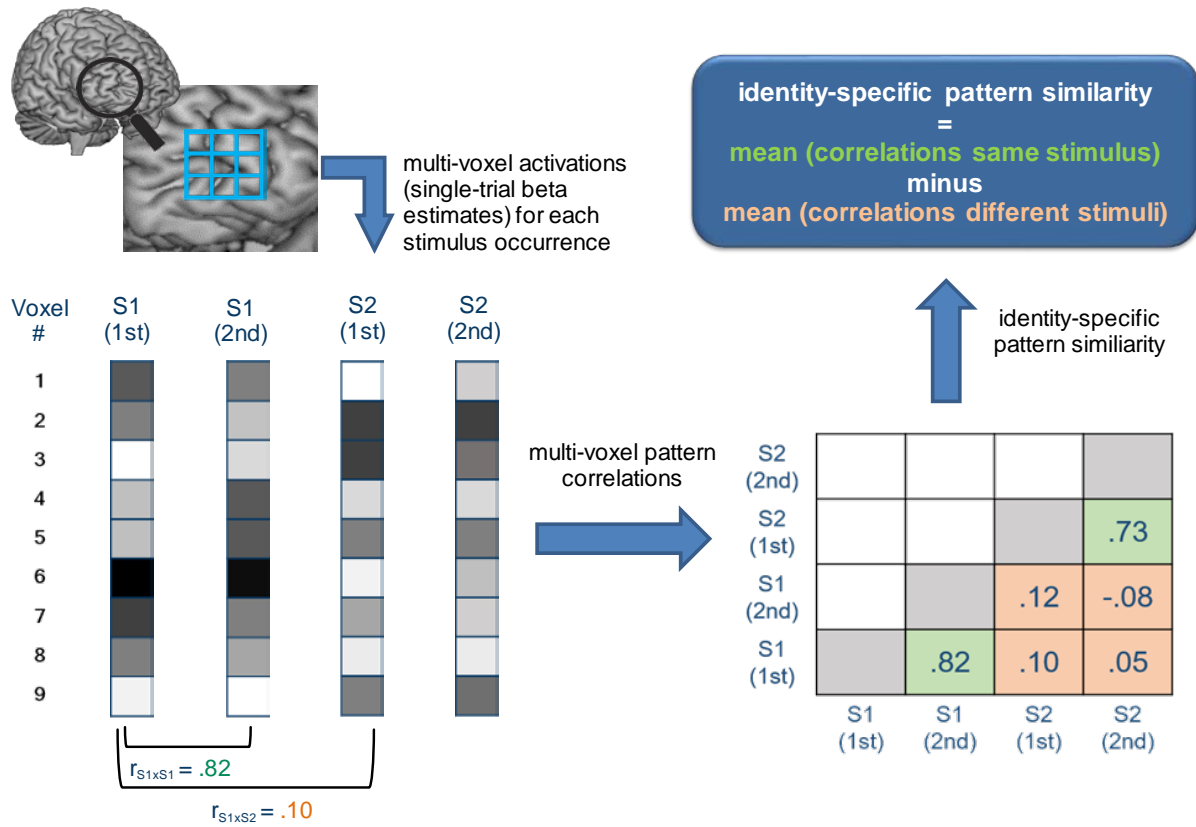 multi-voxel activations
(single-trial beta
estimates) for each
stimulus occurrence
identity-specific pattern similarity
=
mean (correlations same stimulus)
minus
mean (correlations different stimuli)
identity-specific
pattern similiarity
Voxel
#
S1
(1st)
S1
(2nd)
S2
(1st)
S2
(2nd)
1
2
3
4
5
6
7
8
9
rS1xS1 = .82
rS1xS2 = .10
multi-voxel pattern
correlations
S2
(2nd)
S2
(1st)
.73
S1
(2nd)
.12 -.08
S1
(1st)
.82 .10 .05
S1 S1 S2 S2
(1st) (2nd) (1st) (2nd)